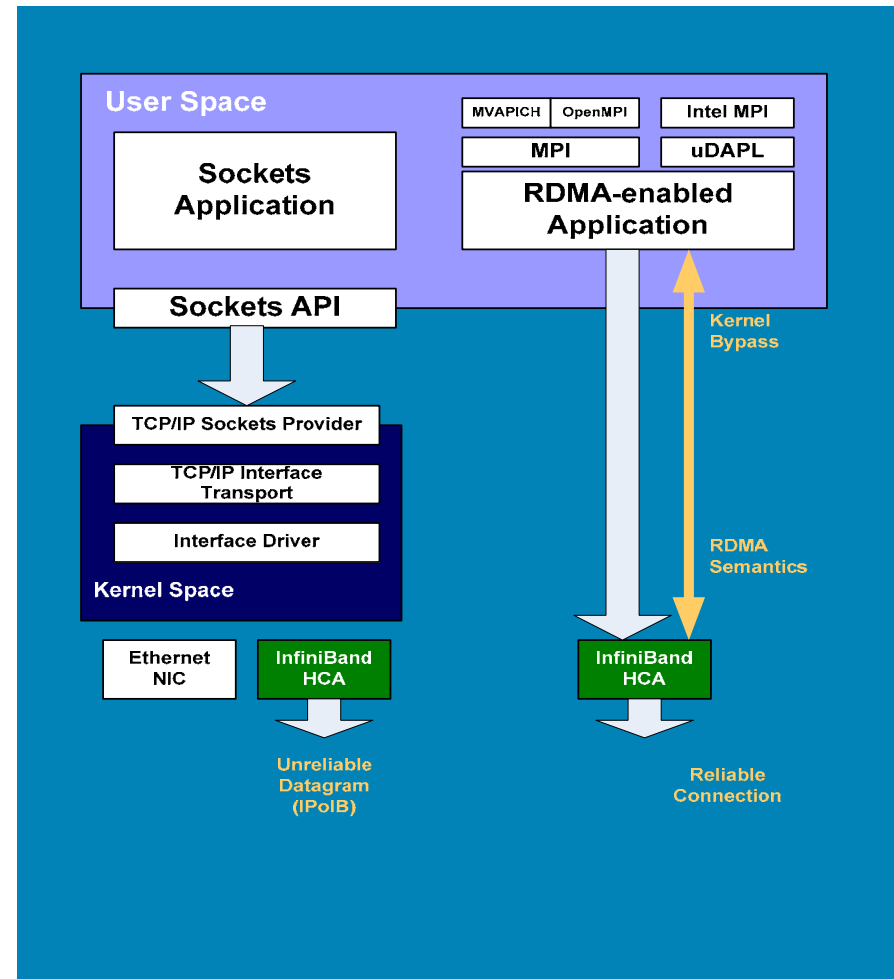 User Space
MVAPICH
OpenMPI
Intel MPI
MPI
uDAPL
Sockets
Application
RDMA-enabled
Application
Sockets API
Kernel
Bypass
TCP/IP Sockets Provider
TCP/IP Interface
Transport
Interface Driver
Kernel Space
RDMA
Semantics
Ethernet
NIC
InfiniBand
HCA
InfiniBand
HCA
Unreliable
Datagram
(IPoIB)
Reliable
Connection